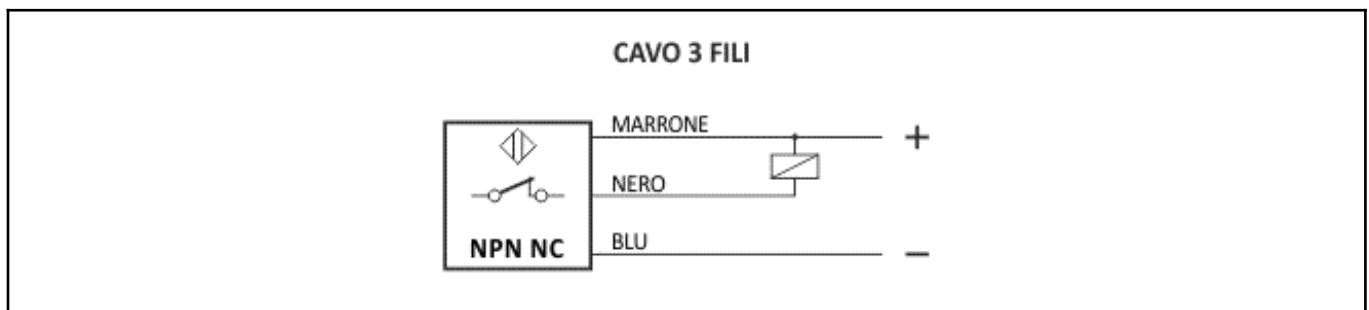 CAVO 3 FILI
MARRONE
+
NERO
NPN NC
BLU
−